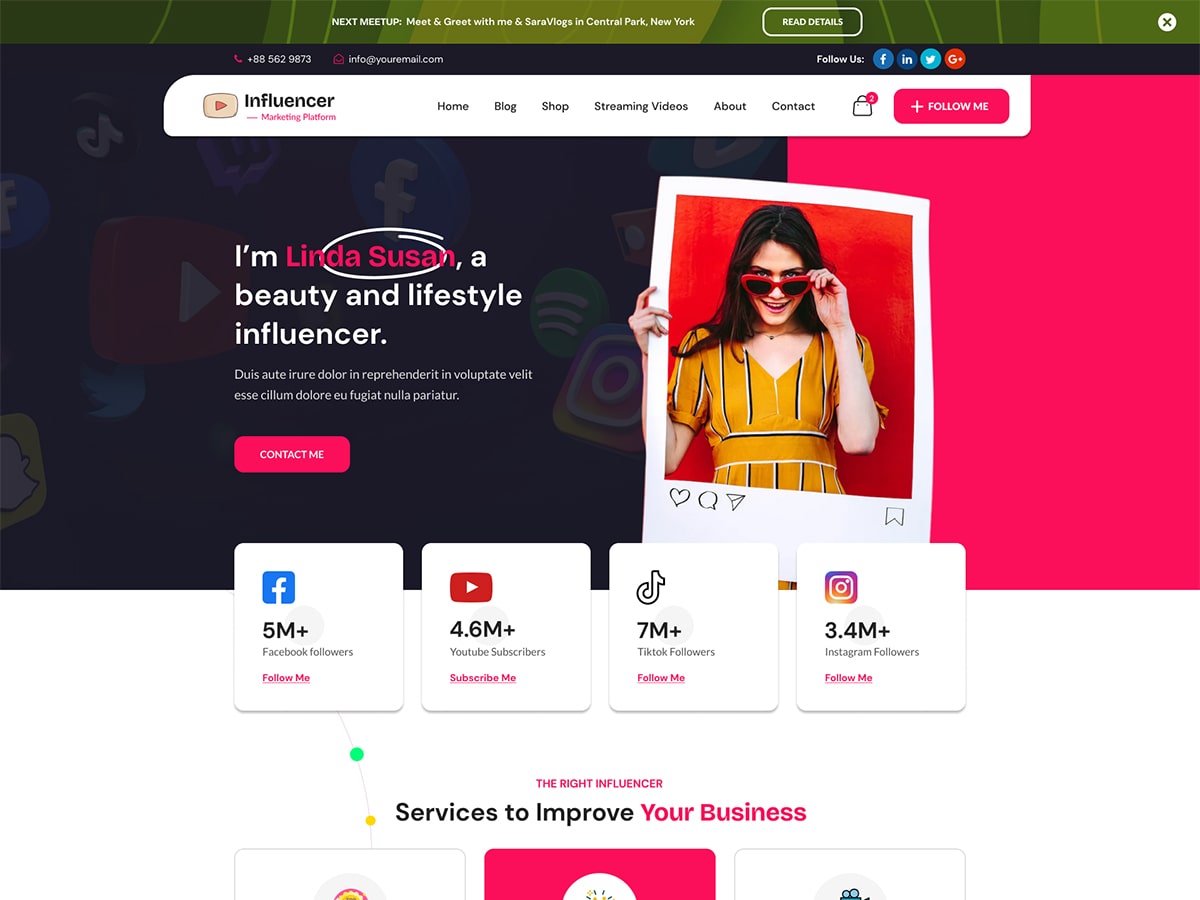 NEXT MEETUP: Meet & Greet with me & SaraVlogs in Central Park, New York
READ DETAILS
+88 562 9873
info@youremail.com
Follow Us:
f
in
G+
Influencer
Marketing Platform
Home
Blog
Shop
Streaming Videos
About
Contact
2
FOLLOW ME
I'm Linda Susan, a
beauty and lifestyle
influencer.
Duis aute irure dolor in reprehenderit in voluptate velit
esse cillum dolore eu fugiat nulla pariatur.
CONTACT ME
5M+
Facebook followers
Follow Me
4.6M+
Youtube Subscribers
Subscribe Me
7M+
Tiktok Followers
Follow Me
3.4M+
Instagram Followers
Follow Me
THE RIGHT INFLUENCER
Services to Improve Your Business